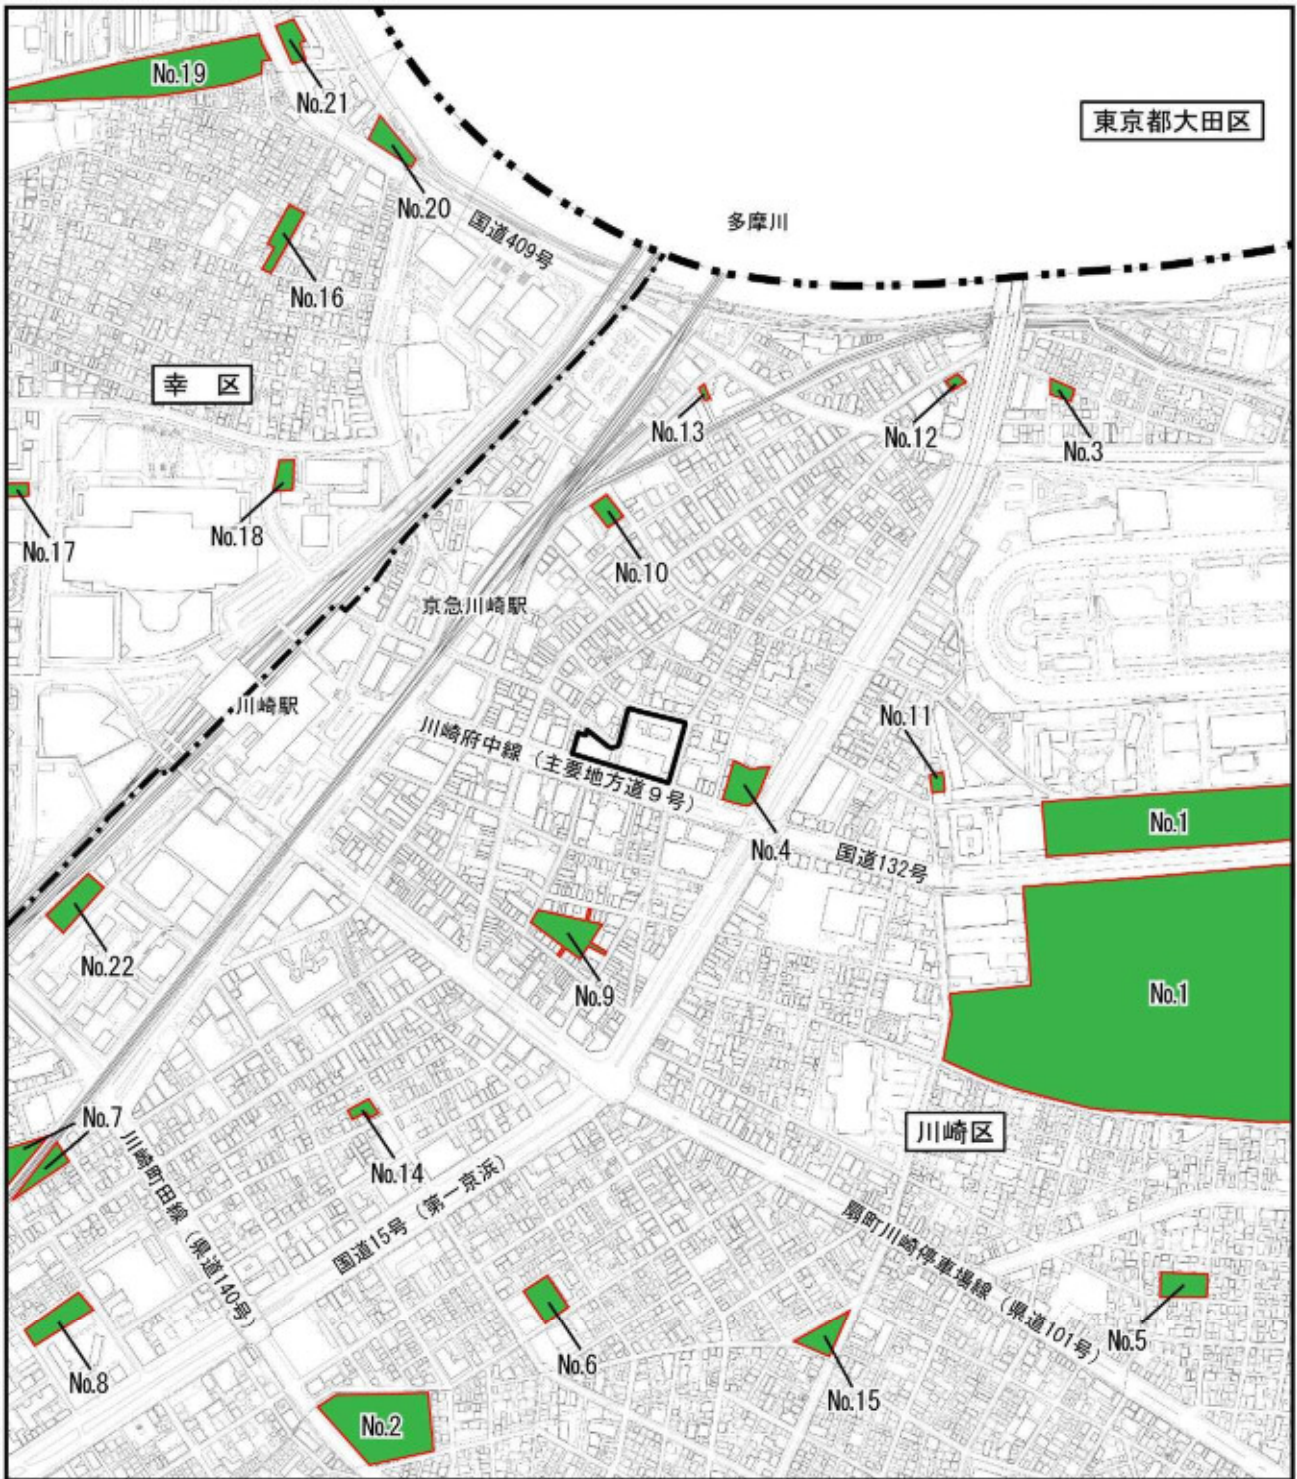 No.19
No.21
東京都大田区
No.20
国道409号
多摩川
No.16
幸 区
No.13
No.12
No.3
No.18
No.17
No.10
京急川崎駅
川崎駅
No.11
川崎府中線（主要地方道９号）
No.1
No.4
国道132号
No.22
No.9
No.1
No.7
川崎区
川崎町田線（県道140号）
No.14
国道15号（第一京浜）
扇町川崎停車場線（県道101号）
No.5
No.6
No.8
No.15
No.2